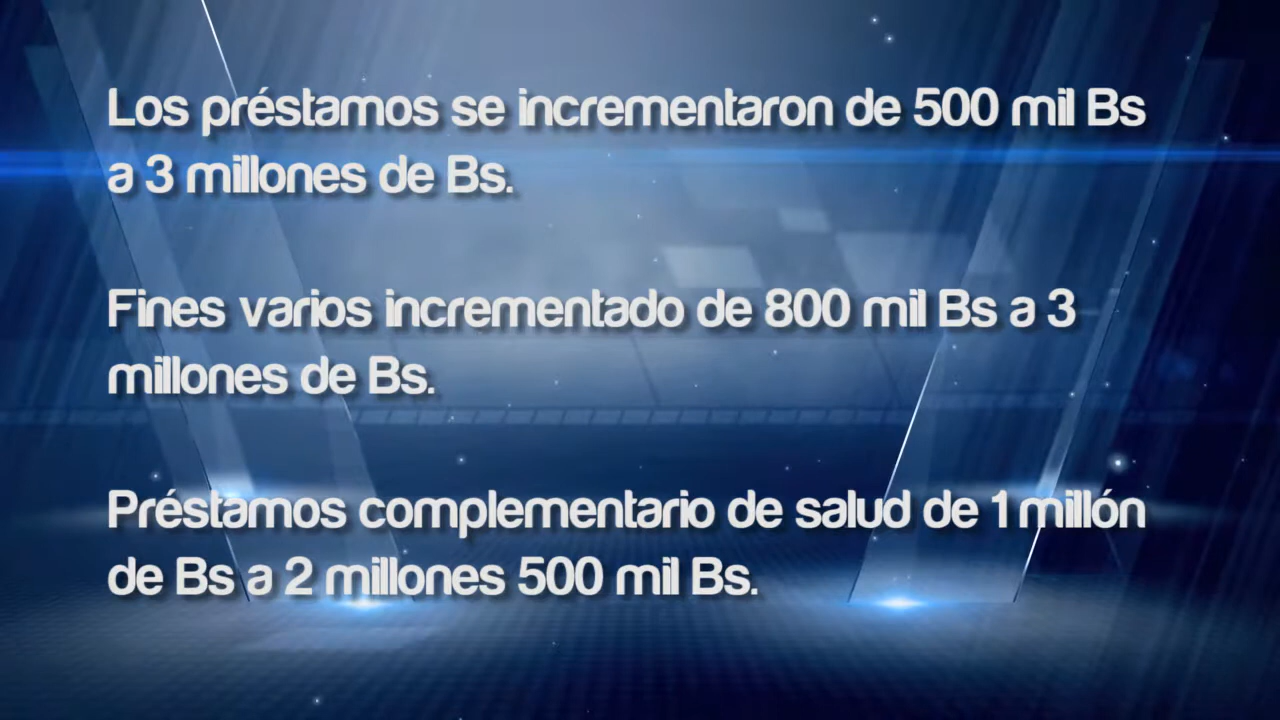 Los préstamos se incrementaron de 500 mil Bs
a 3 millones de Bs.
Fines varios incrementado de 800 mil Bs a 3
millones de Bs.
Préstamos complementario de salud de 1 millón
de Bs a 2 millones 500 mil Bs.